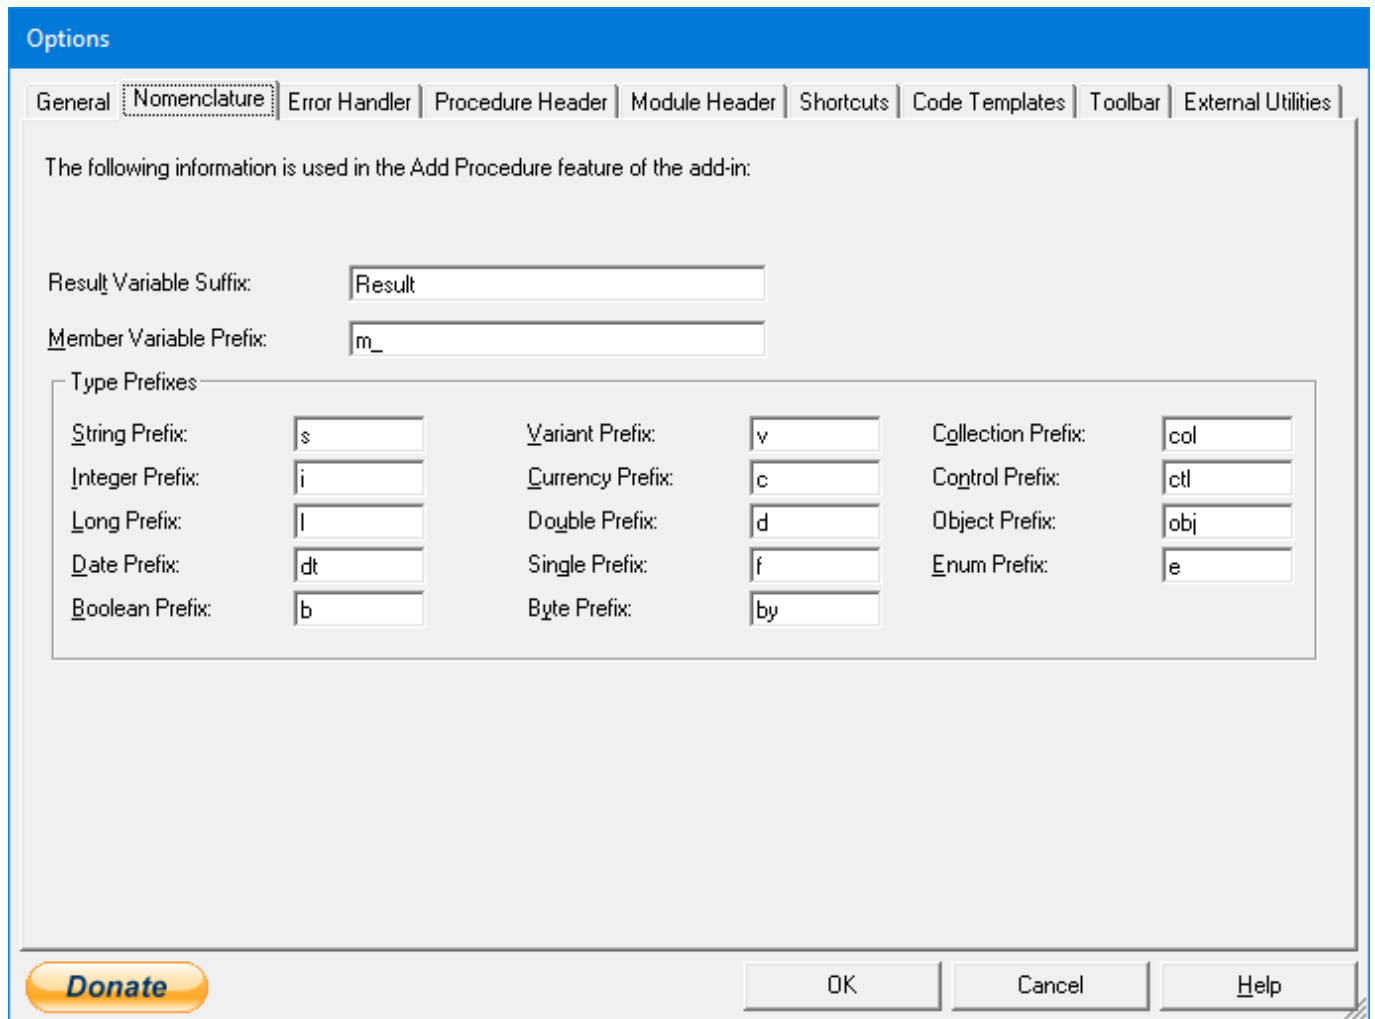 Options
General Nomenclature Error Handler Procedure Header Module Header Shortcuts Code Templates Toolbar External Utilities
The following information is used in the Add Procedure feature of the add-in:
Result Variable Suffix: Result
Member Variable Prefix: m_
Type Prefixes
String Prefix: s Variant Prefix: v Collection Prefix: col
Integer Prefix: i Currency Prefix: c Control Prefix: ctl
Long Prefix: l Double Prefix: d Object Prefix: obj
Date Prefix: dt Single Prefix: f Enum Prefix: e
Boolean Prefix: b Byte Prefix: by
Donate OK Cancel Help